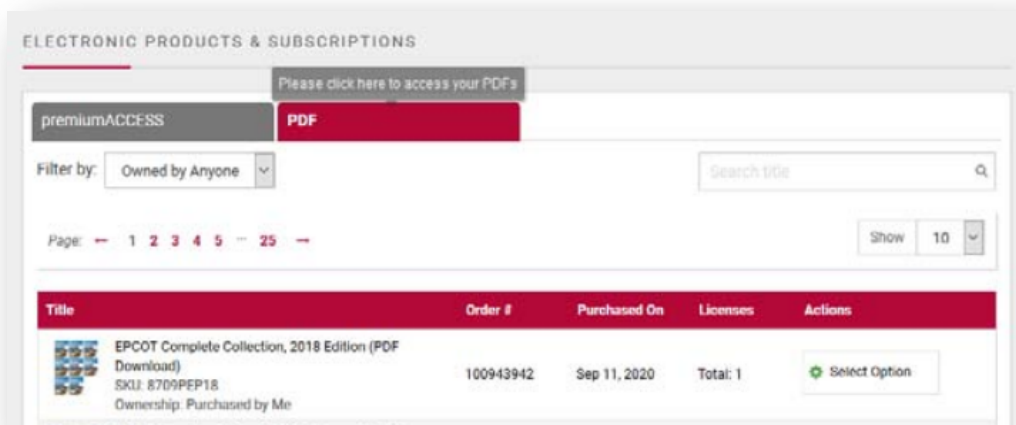 ELECTRONIC PRODUCTS & SUBSCRIPTIONS
Please click here to access your PDFs
premiumACCESS PDF
Filter by: Owned by Anyone Search title
Page: ← 1 2 3 4 5 ... 25 → Show 10
Title Order # Purchased On Licenses Actions
EPCOT Complete Collection, 2018 Edition (PDF
Download)
SKU: 8709PEP18
Ownership: Purchased by Me
100943942 Sep 11, 2020 Total: 1 Select Option